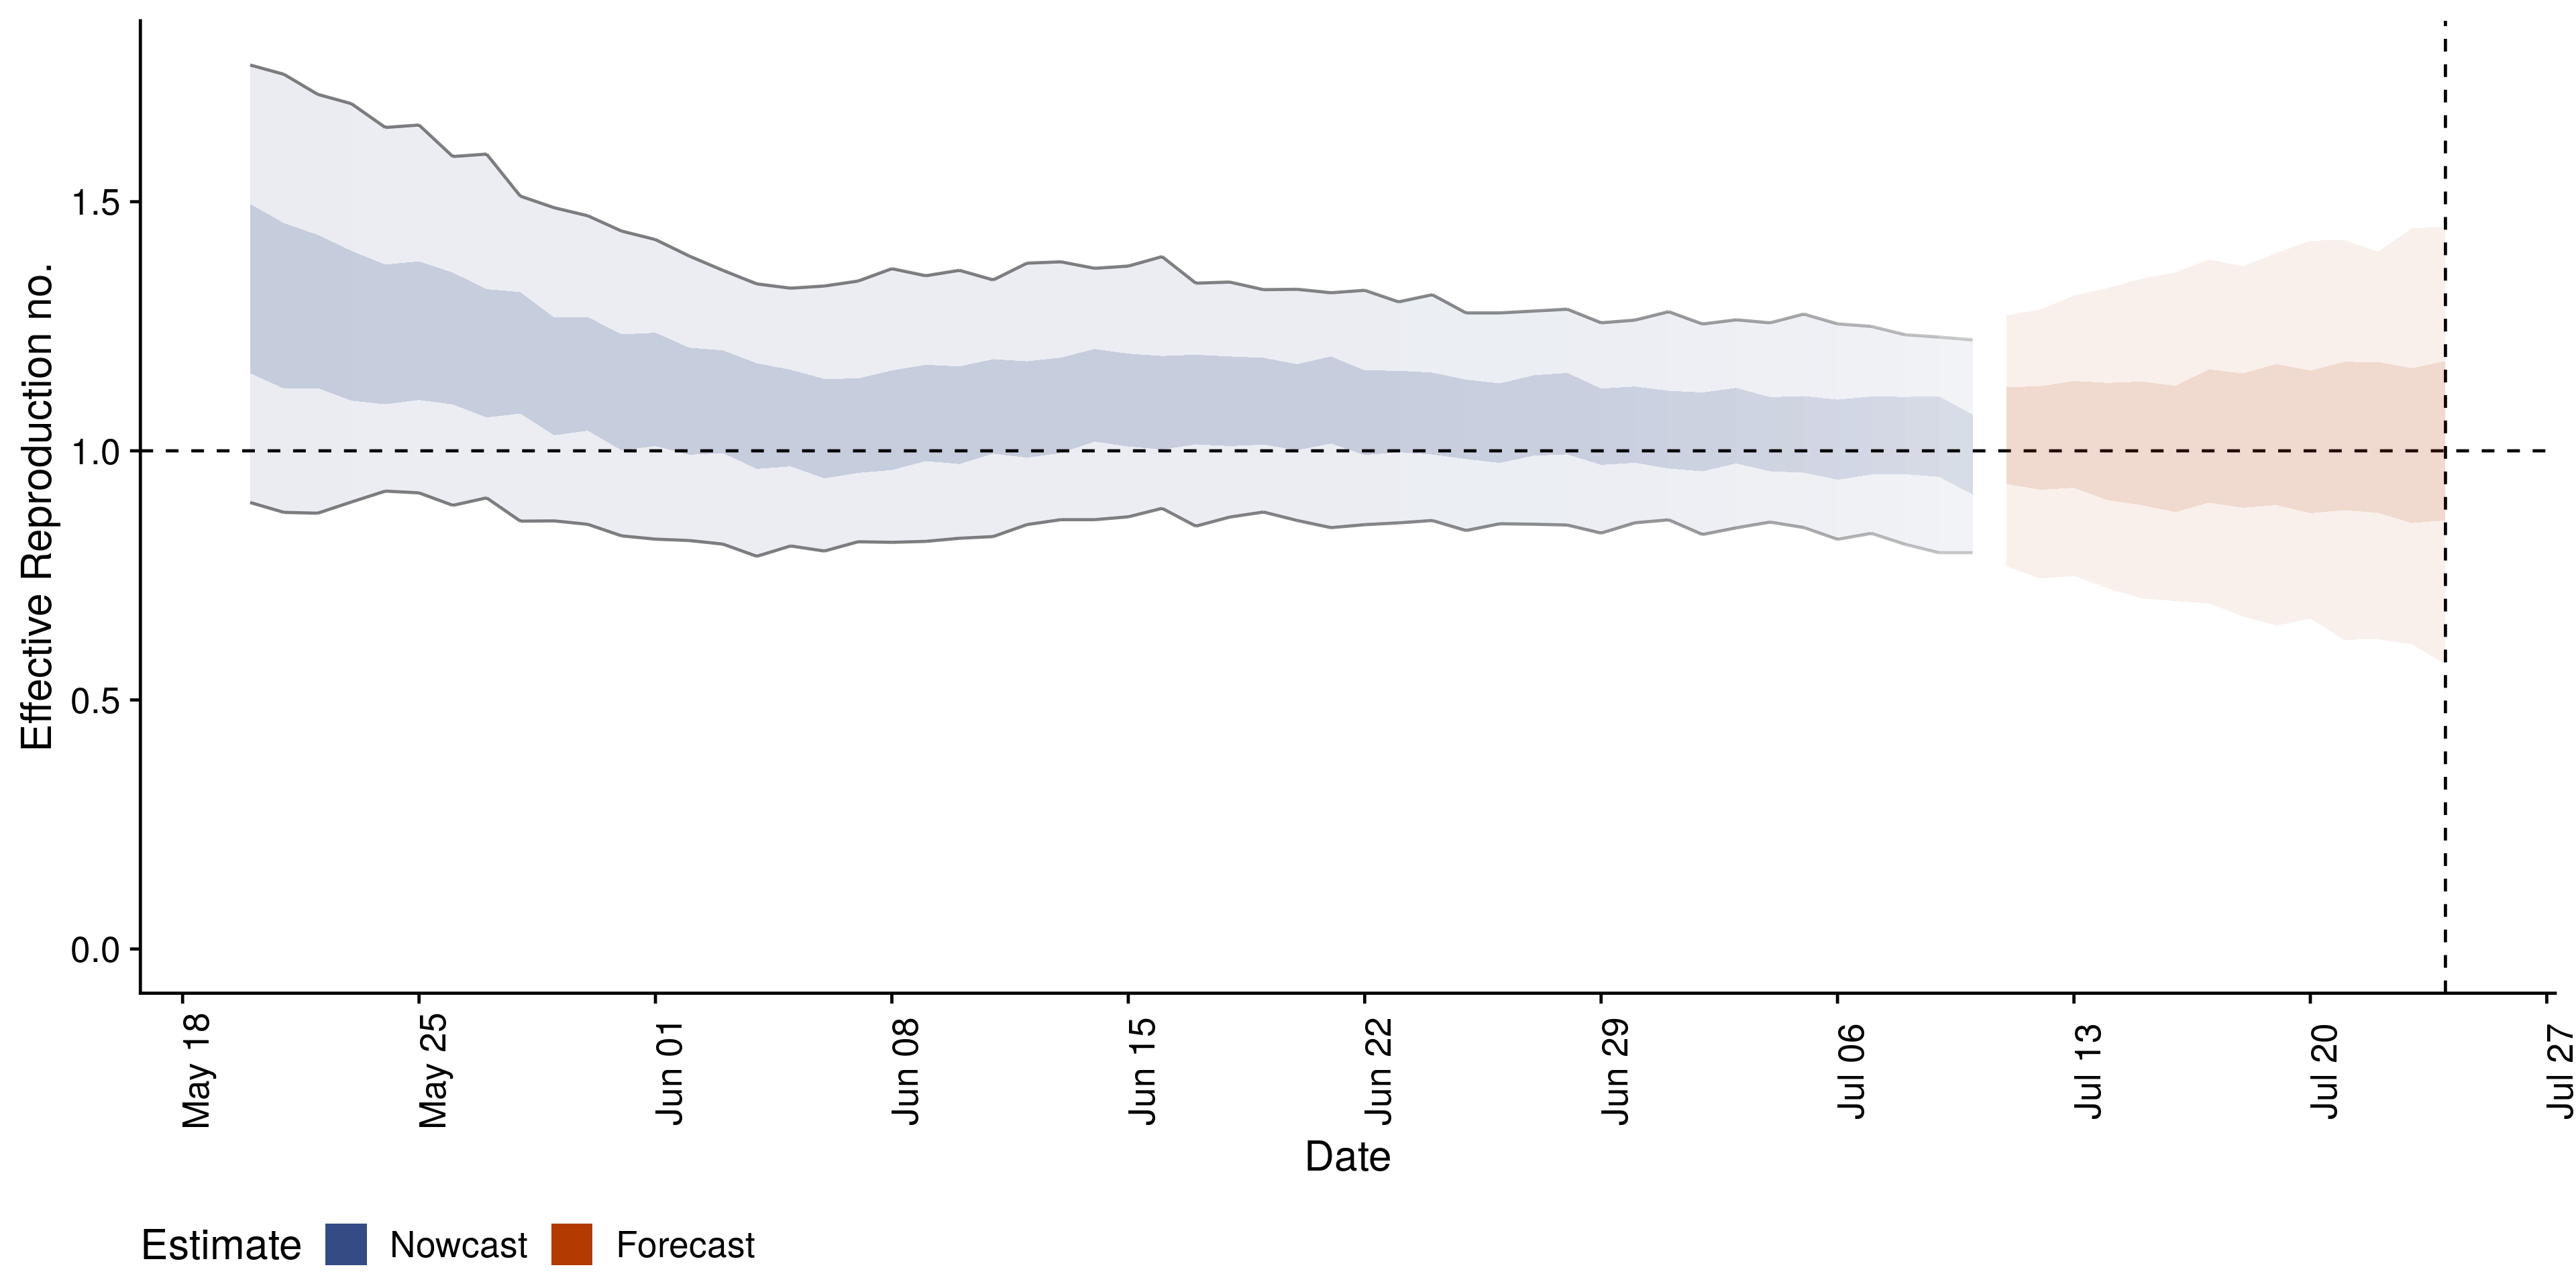 Effective Reproduction no.
1.5
1.0
0.5
0.0
May 18
May 25
Jun 01
Jun 08
Jun 15
Jun 22
Jun 29
Jul 06
Jul 13
Jul 20
Jul 27
Date
Estimate Nowcast Forecast